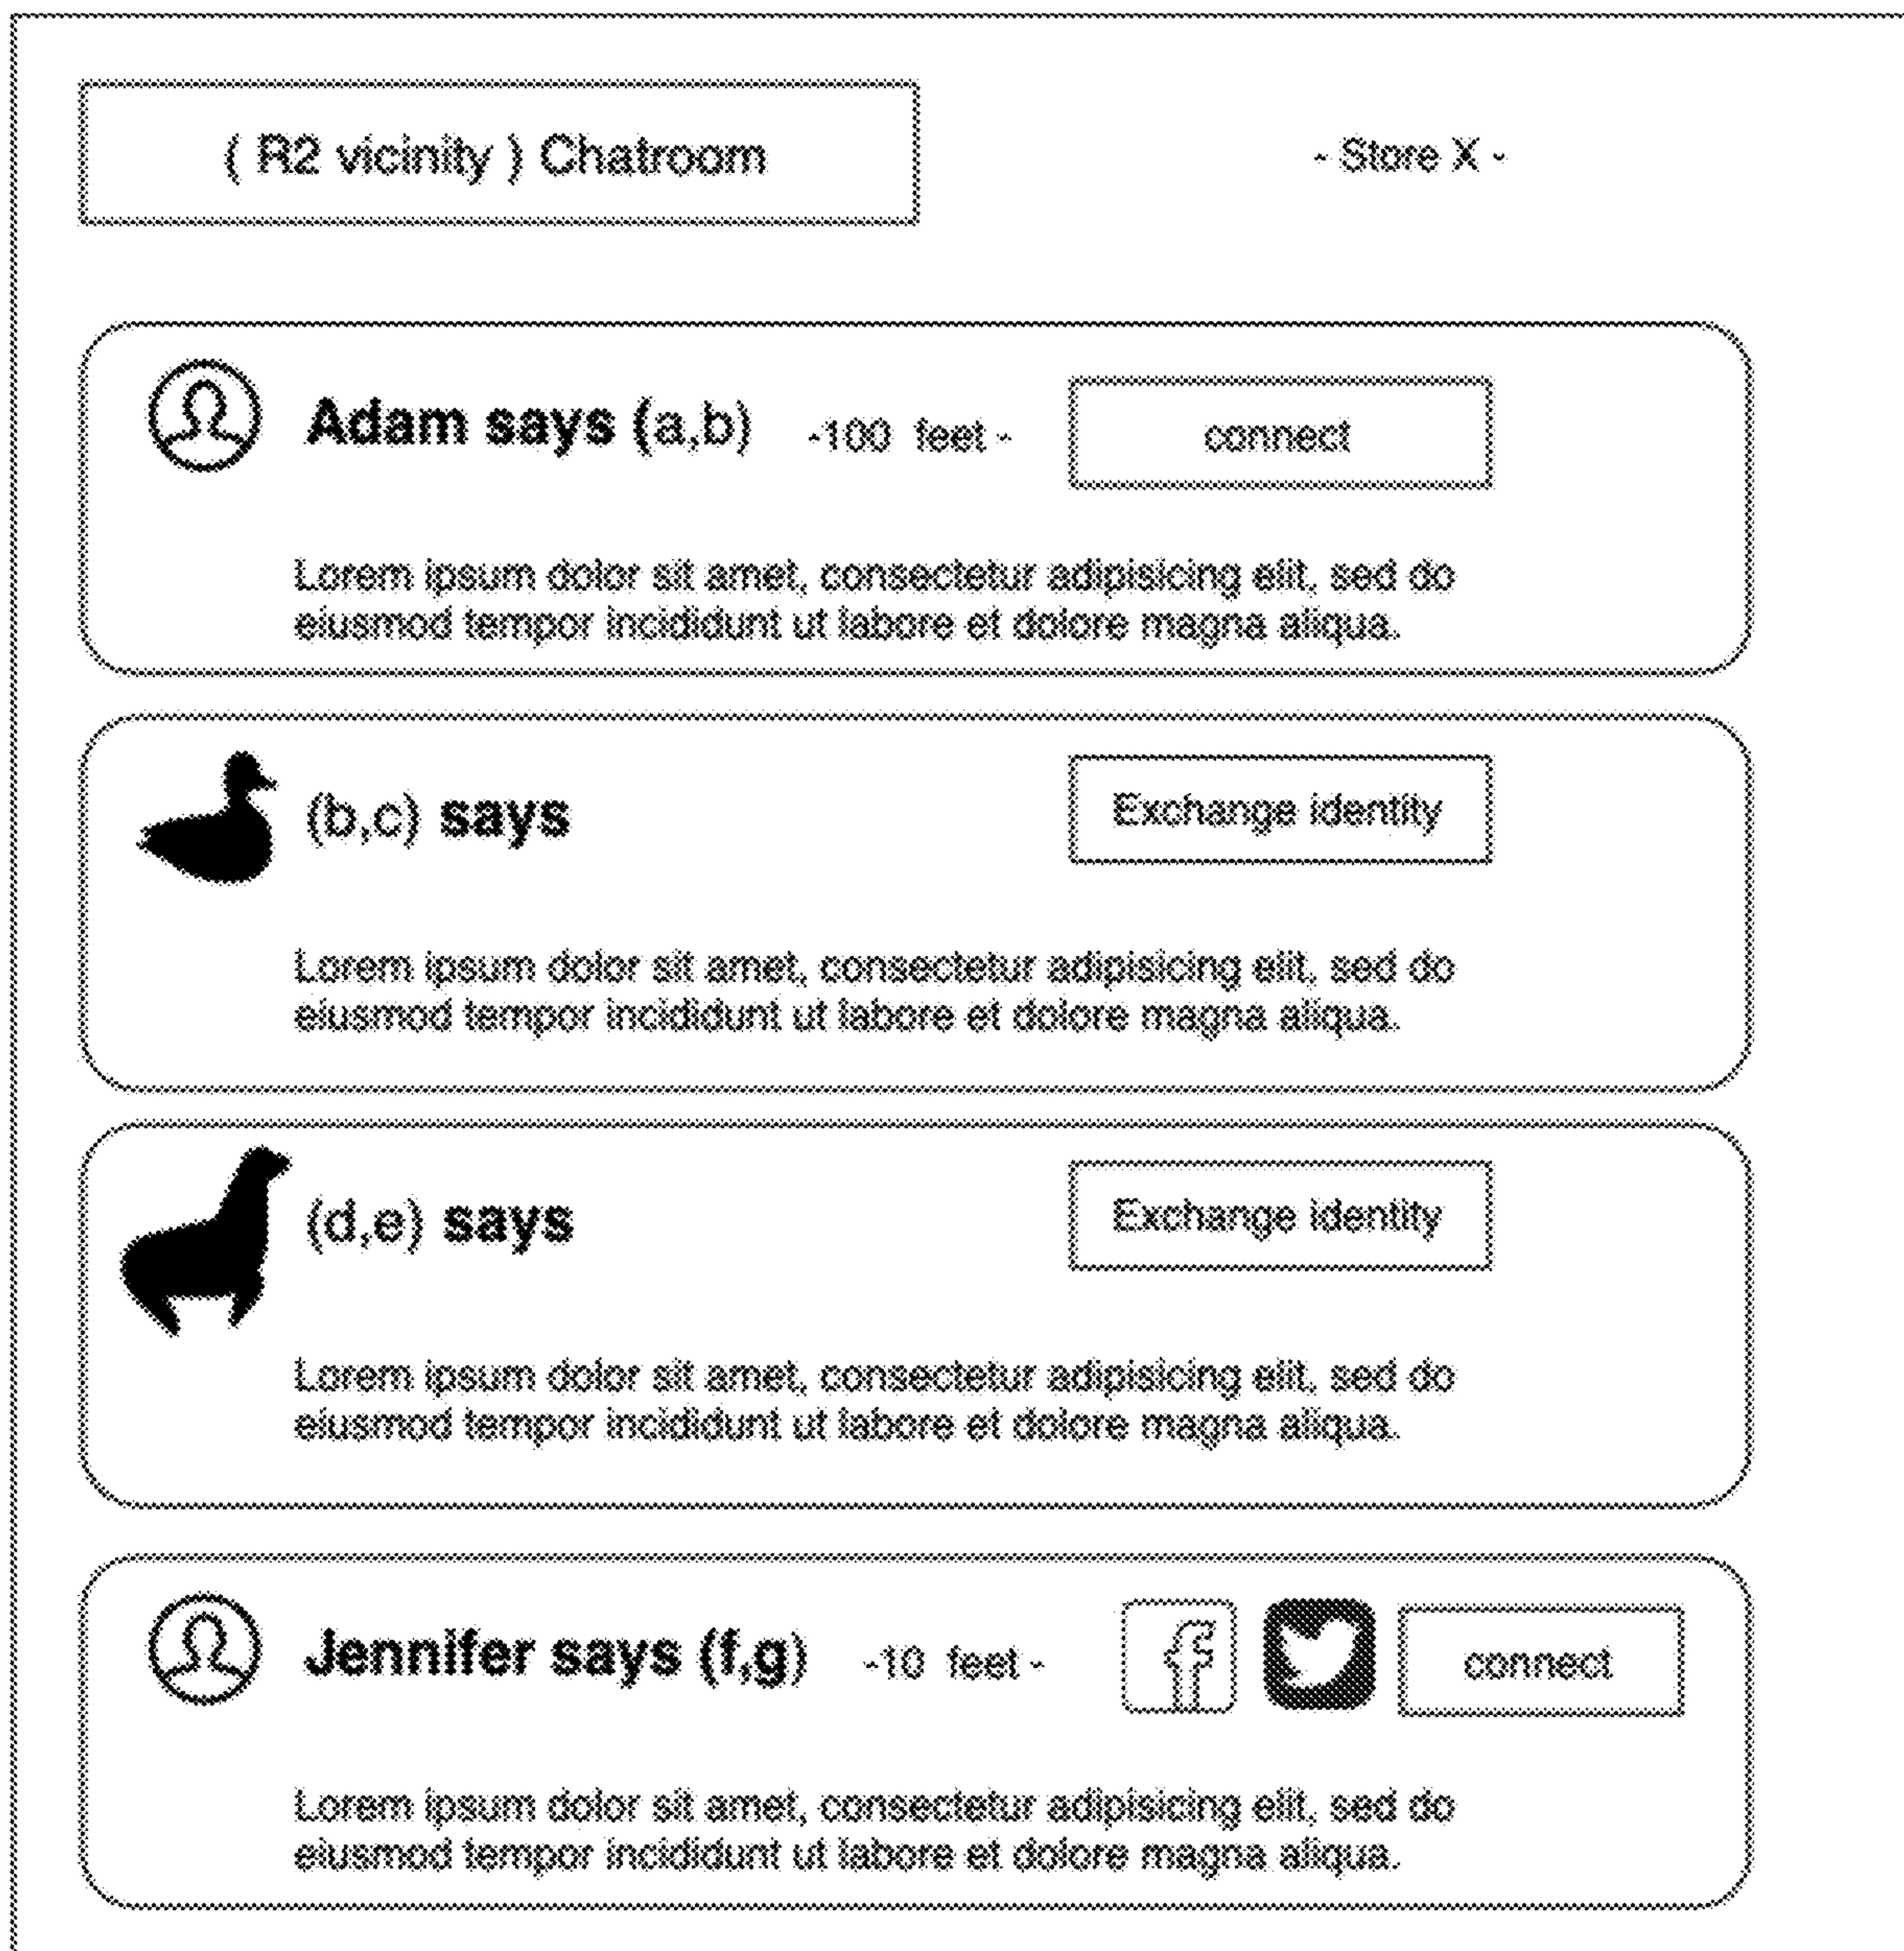 ( R2 vicinity ) Chatroom
- Store X -
Adam says (a,b) -100 feet - connect
Lorem ipsum dolor sit amet, consectetur adipisicing elit, sed do
eiusmod tempor incididunt ut labore et dolore magna aliqua.
(b,c) says Exchange identity
Lorem ipsum dolor sit amet, consectetur adipisicing elit, sed do
eiusmod tempor incididunt ut labore et dolore magna aliqua.
(d,e) says Exchange identity
Lorem ipsum dolor sit amet, consectetur adipisicing elit, sed do
eiusmod tempor incididunt ut labore et dolore magna aliqua.
Jennifer says (f,g) -10 feet - f connect
Lorem ipsum dolor sit amet, consectetur adipisicing elit, sed do
eiusmod tempor incididunt ut labore et dolore magna aliqua.